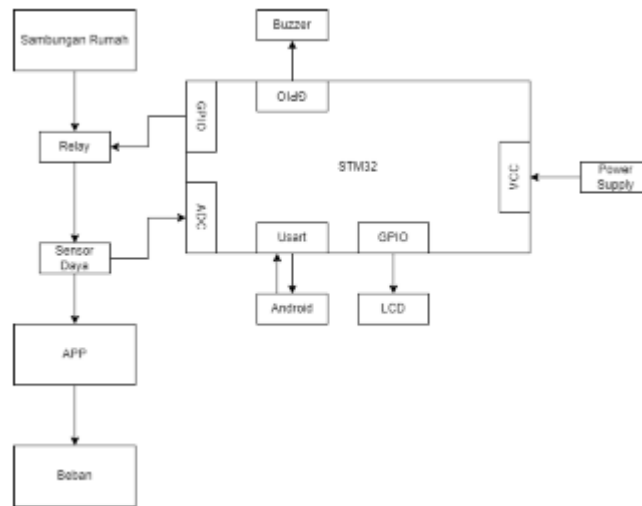 Sambungan Rumah
Buzzer
GPIO
GPIO
Relay
STM32
VCC
Power
Supply
ADC
Usart
GPIO
Sensor
Daya
Android
LCD
APP
Beban